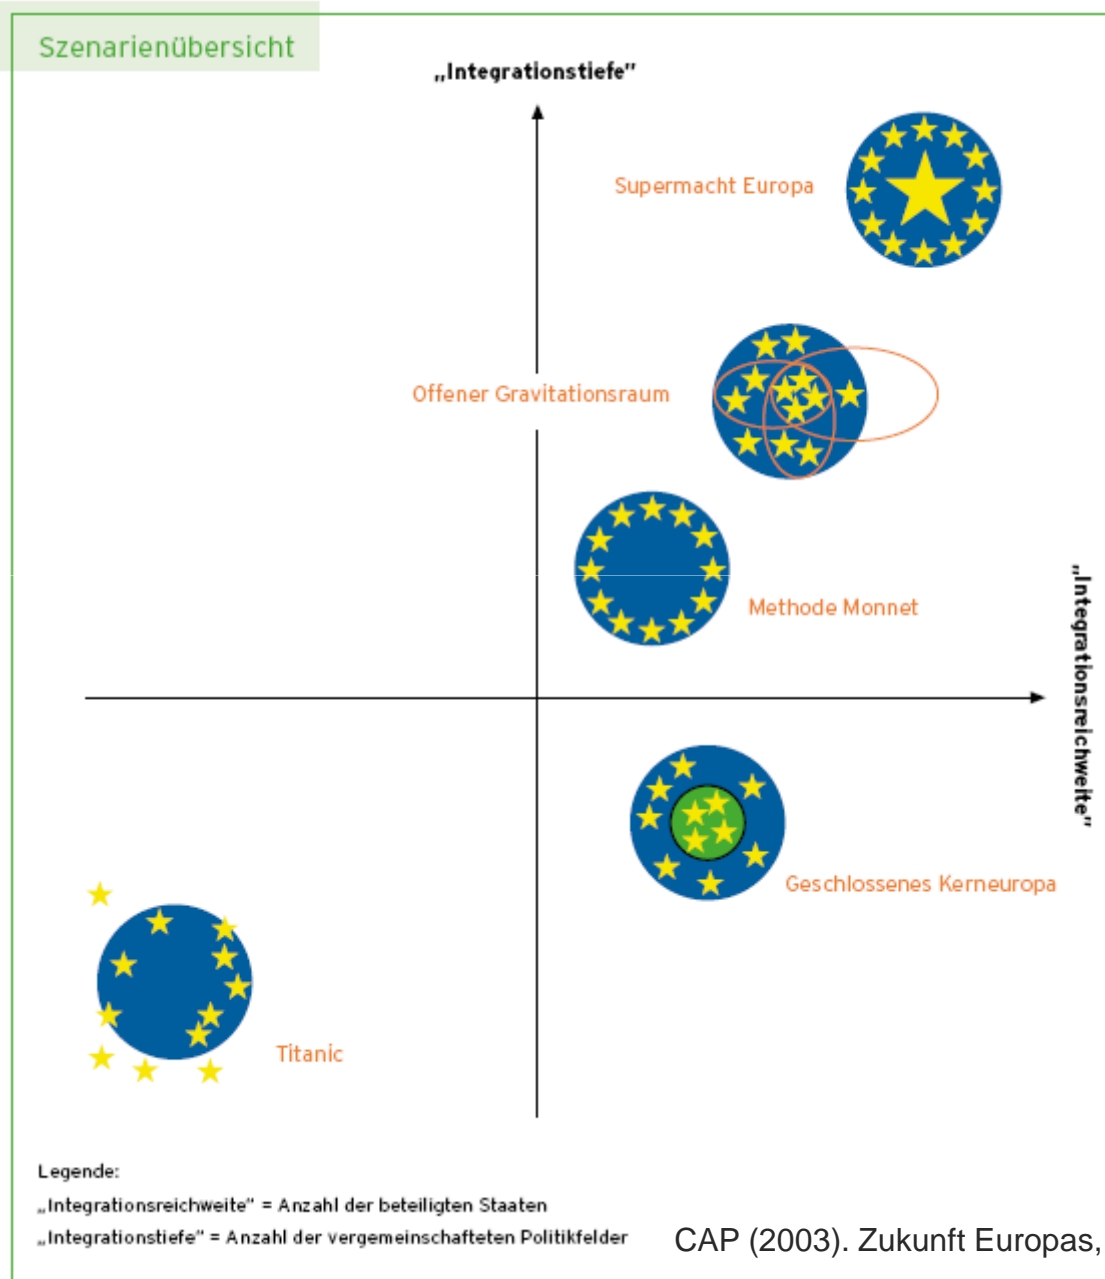 Szenarienübersicht
„Integrationstiefe”
Supermacht Europa
Offener Gravitationsraum
Methode Monnet
„Integrationsreichweite”
Geschlossenes Kerneuropa
Titanic
Legende:
„Integrationsreichweite” = Anzahl der beteiligten Staaten
„Integrationstiefe” = Anzahl der vergemeinschafteten Politikfelder
CAP (2003). Zukunft Europas,